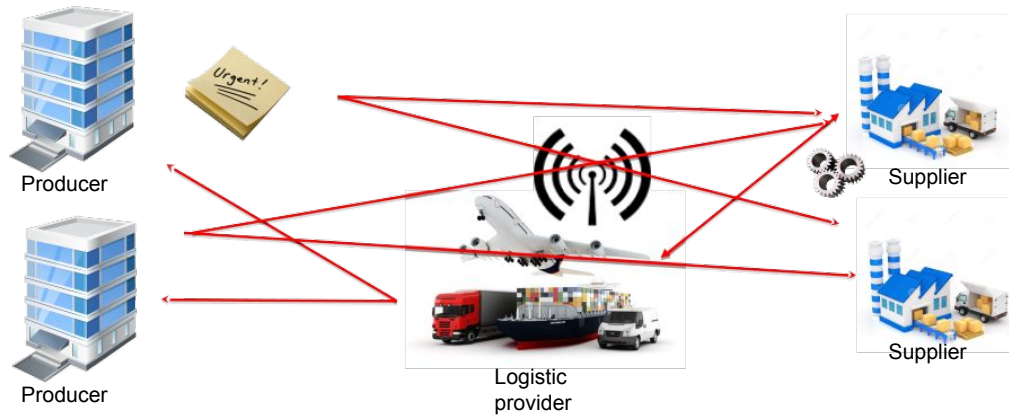 Urgent!
Producer
Supplier
Producer
Supplier
Logistic
provider